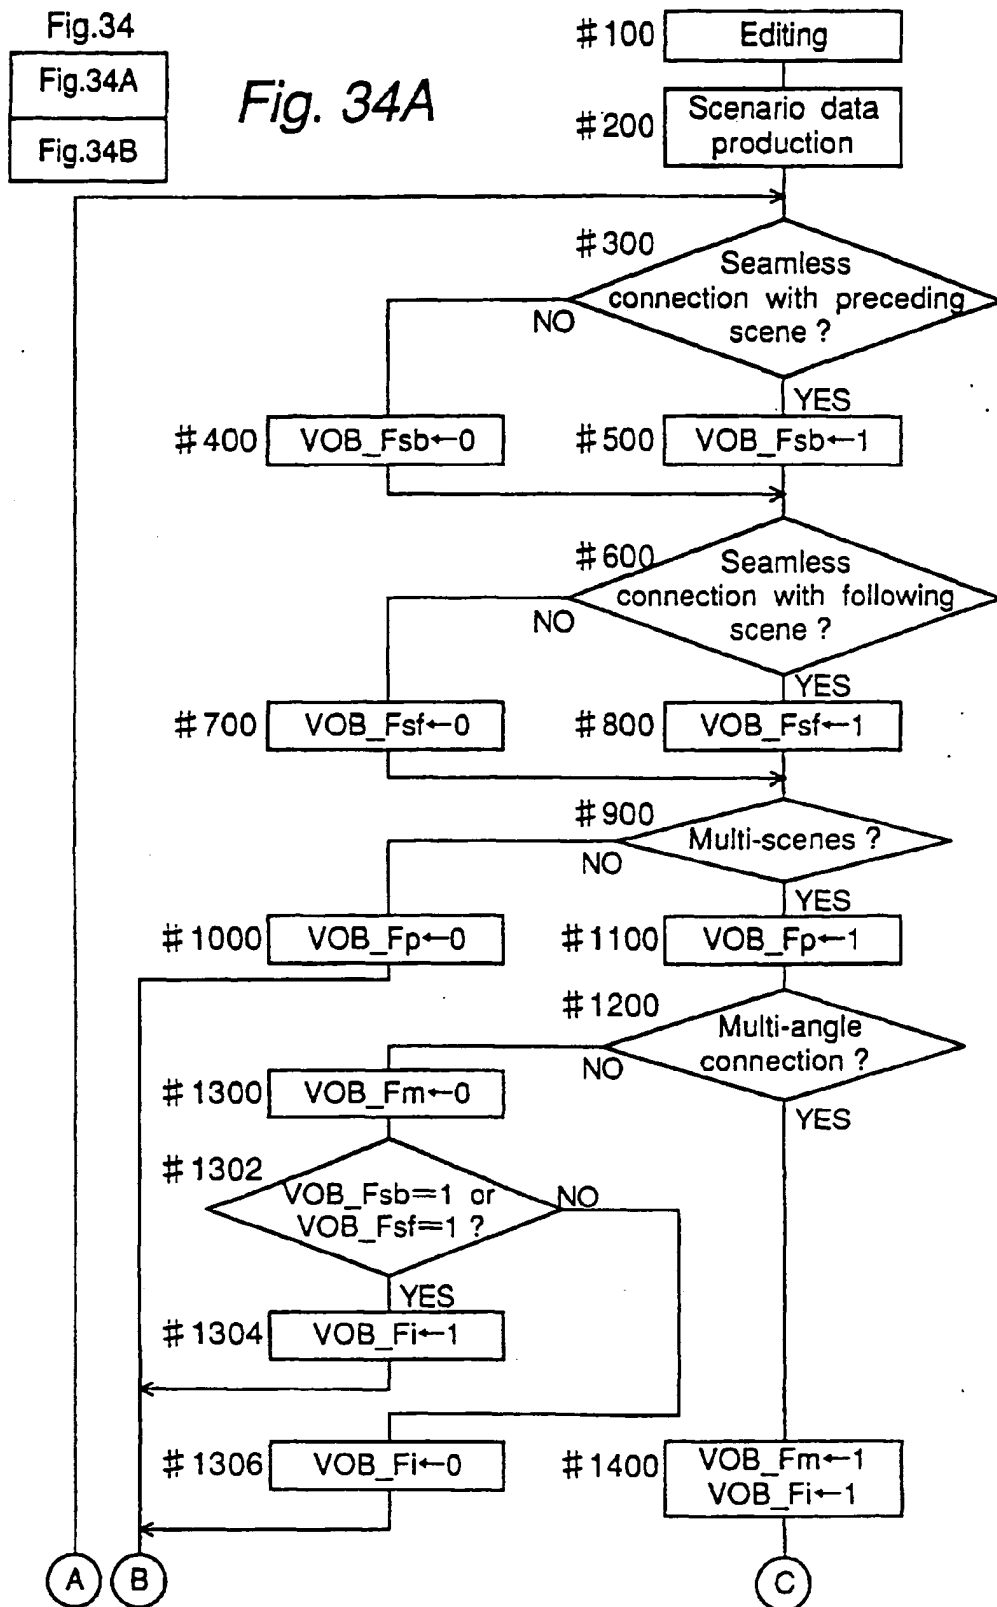 Fig.34
Fig.34A
Fig.34B
Fig. 34A
#100
Editing
#200
Scenario data
production
#300
Seamless
connection with preceding
scene ?
NO
YES
#400
VOB_Fsb←0
#500
VOB_Fsb←1
#600
Seamless
connection with following
scene ?
NO
YES
#700
VOB_Fsf←0
#800
VOB_Fsf←1
#900
Multi-scenes ?
NO
YES
#1000
VOB_Fp←0
#1100
VOB_Fp←1
#1200
Multi-angle
connection ?
NO
YES
#1300
VOB_Fm←0
#1302
VOB_Fsb=1 or
VOB_Fsf=1 ?
NO
YES
#1304
VOB_Fi←1
#1306
VOB_Fi←0
#1400
VOB_Fm←1
VOB_Fi←1
A
B
C